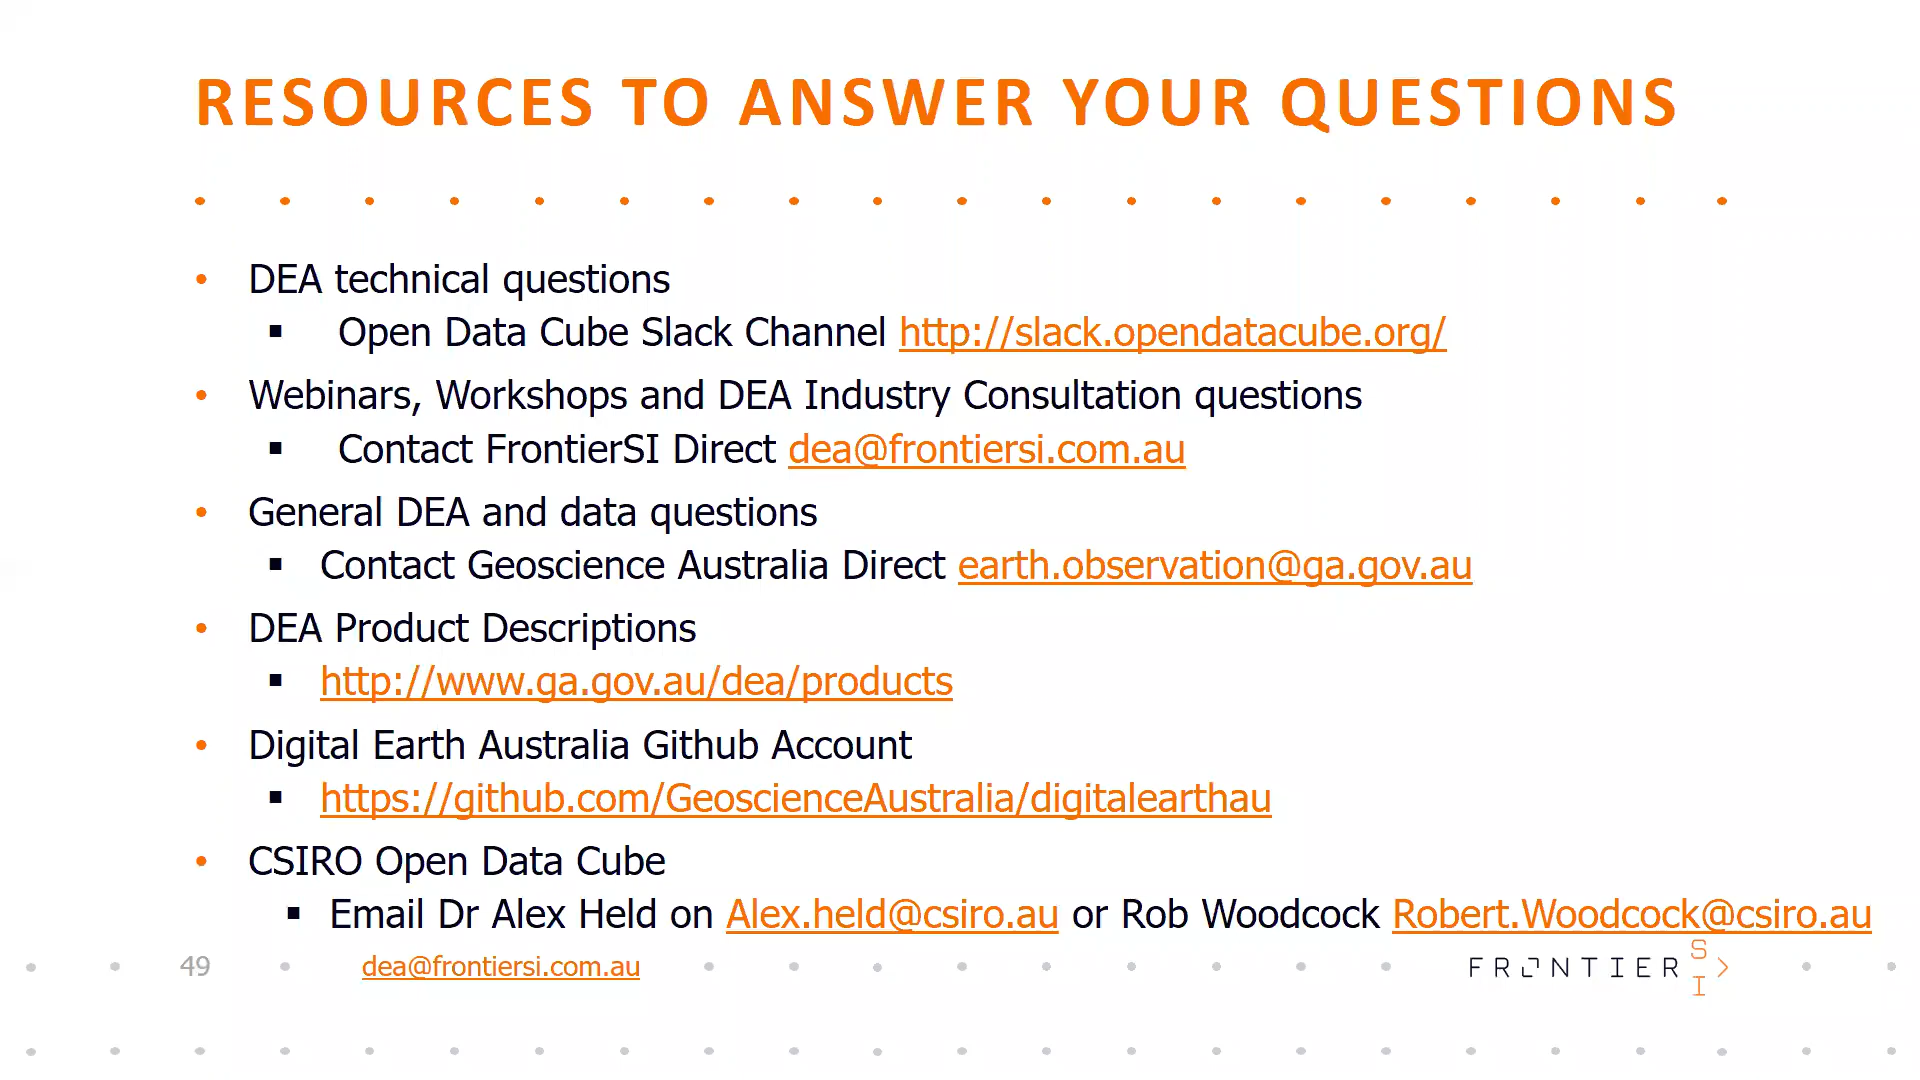 RESOURCES TO ANSWER YOUR QUESTIONS
• DEA technical questions
▪ Open Data Cube Slack Channel http://slack.opendatacube.org/
• Webinars, Workshops and DEA Industry Consultation questions
▪ Contact FrontierSI Direct dea@frontiersi.com.au
• General DEA and data questions
▪ Contact Geoscience Australia Direct earth.observation@ga.gov.au
• DEA Product Descriptions
▪ http://www.ga.gov.au/dea/products
• Digital Earth Australia Github Account
▪ https://github.com/GeoscienceAustralia/digitalearthau
• CSIRO Open Data Cube
▪ Email Dr Alex Held on Alex.held@csiro.au or Rob Woodcock Robert.Woodcock@csiro.au
49 dea@frontiersi.com.au FRONTIER SI